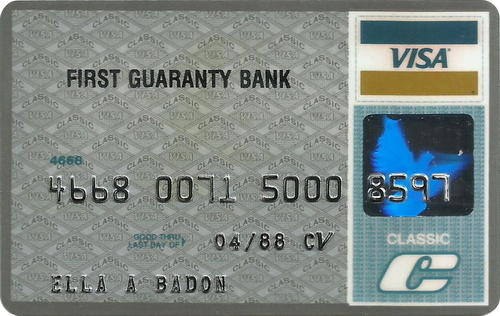 VISA
FIRST GUARANTY BANK
4668
4668 0071 5000 8597
GOOD THRU
LAST DAY OF
04/88 CV
CLASSIC
ELLA A BADON